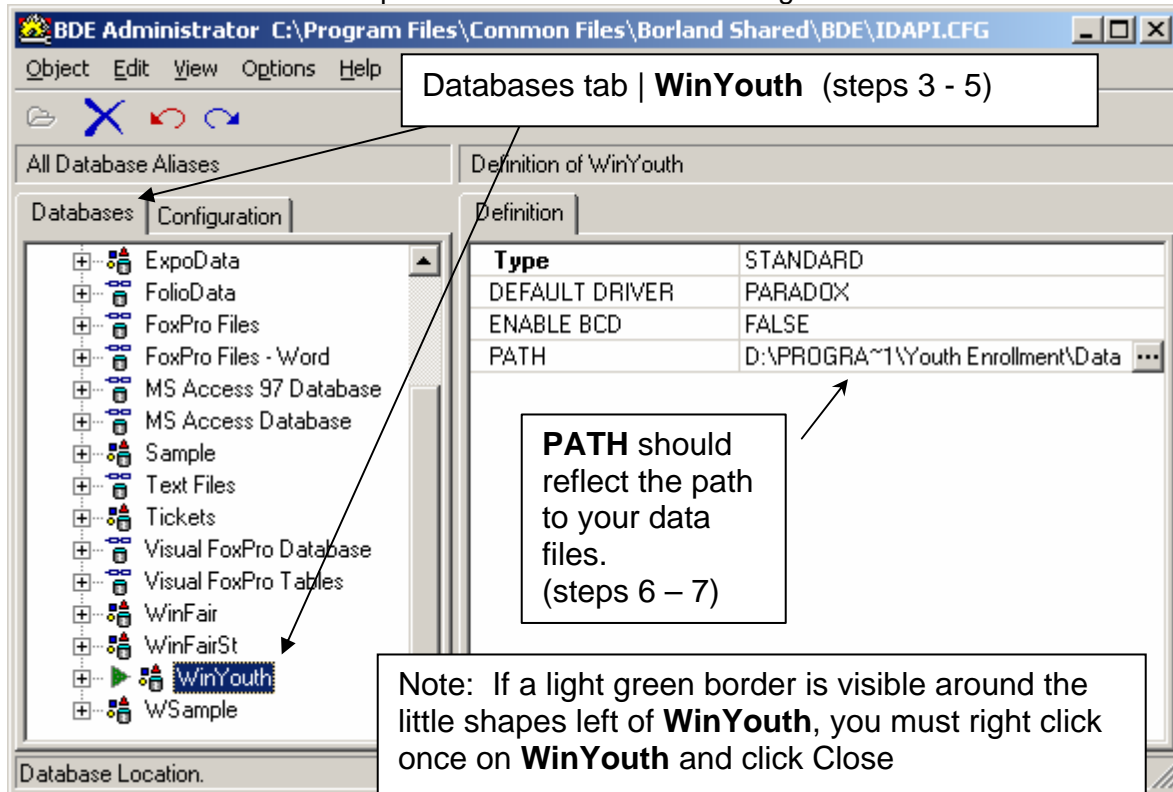 BDE Administrator C:\Program Files\Common Files\Borland Shared\BDE\IDAPI.CFG
Object Edit View Options Help
Databases tab | WinYouth (steps 3 - 5)
All Database Aliases
Definition of WinYouth
Databases
Configuration
Definition
ExpoData
FolioData
FoxPro Files
FoxPro Files - Word
MS Access 97 Database
MS Access Database
Sample
Text Files
Tickets
Visual FoxPro Database
Visual FoxPro Tables
WinFair
WinFairSt
WinYouth
WSample
Type STANDARD
DEFAULT DRIVER PARADOX
ENABLE BCD FALSE
PATH D:\PROGRA~1\Youth Enrollment\Data ...
PATH should
reflect the path
to your data
files.
(steps 6 – 7)
Note: If a light green border is visible around the
little shapes left of WinYouth, you must right click
once on WinYouth and click Close
Database Location.